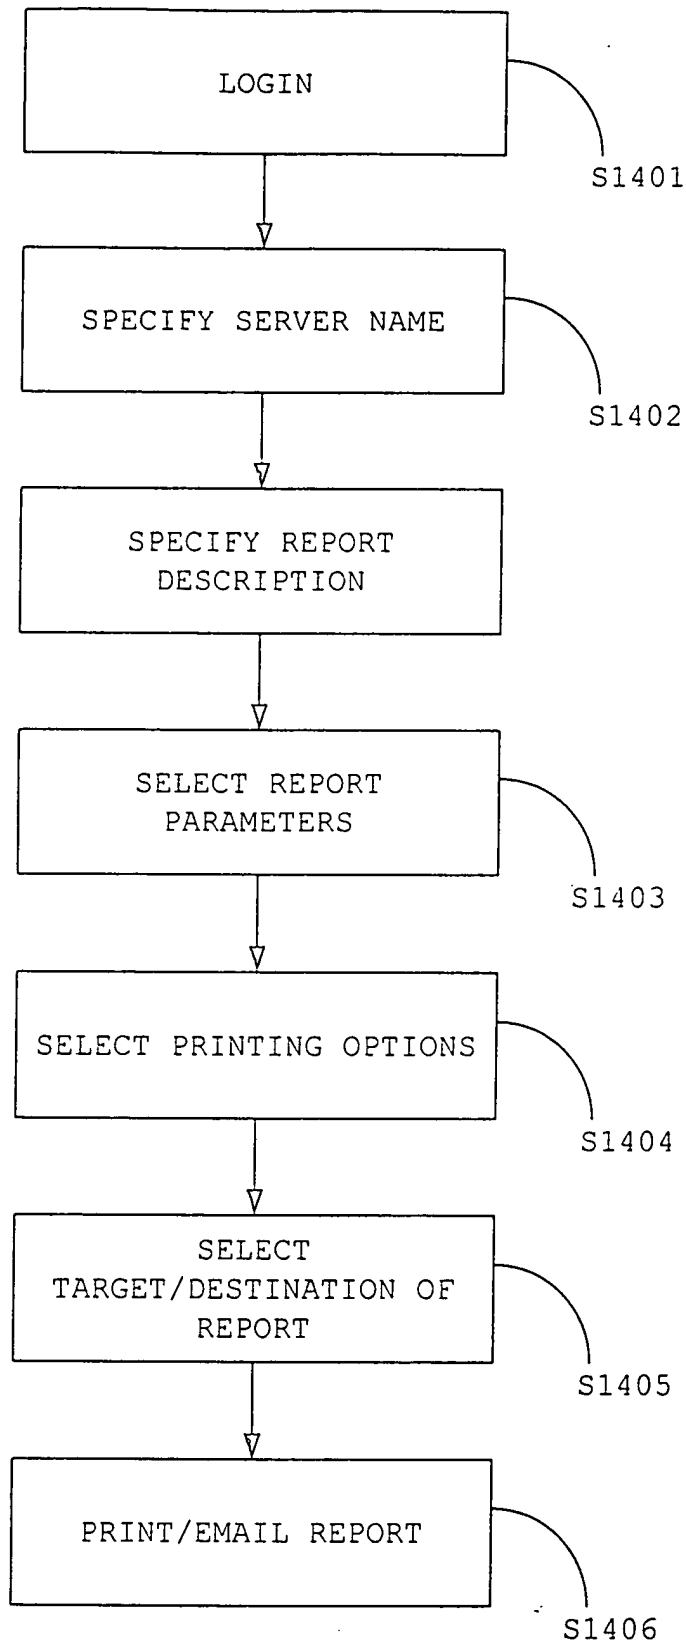 LOGIN
S1401
SPECIFY SERVER NAME
S1402
SPECIFY REPORT
DESCRIPTION
SELECT REPORT
PARAMETERS
S1403
SELECT PRINTING OPTIONS
S1404
SELECT
TARGET/DESTINATION OF
REPORT
S1405
PRINT/EMAIL REPORT
S1406